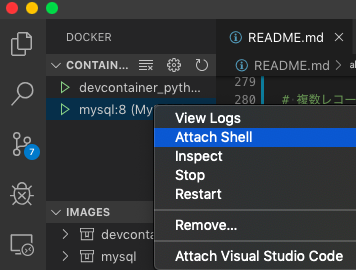 DOCKER
CONTAIN...
devcontainer_pyth...
mysql:8 (My
View Logs
Attach Shell
Inspect
Stop
Restart
Remove...
Attach Visual Studio Code
IMAGES
devconta
mysql
README.md
README.md
279
280
# 複数レコー
7